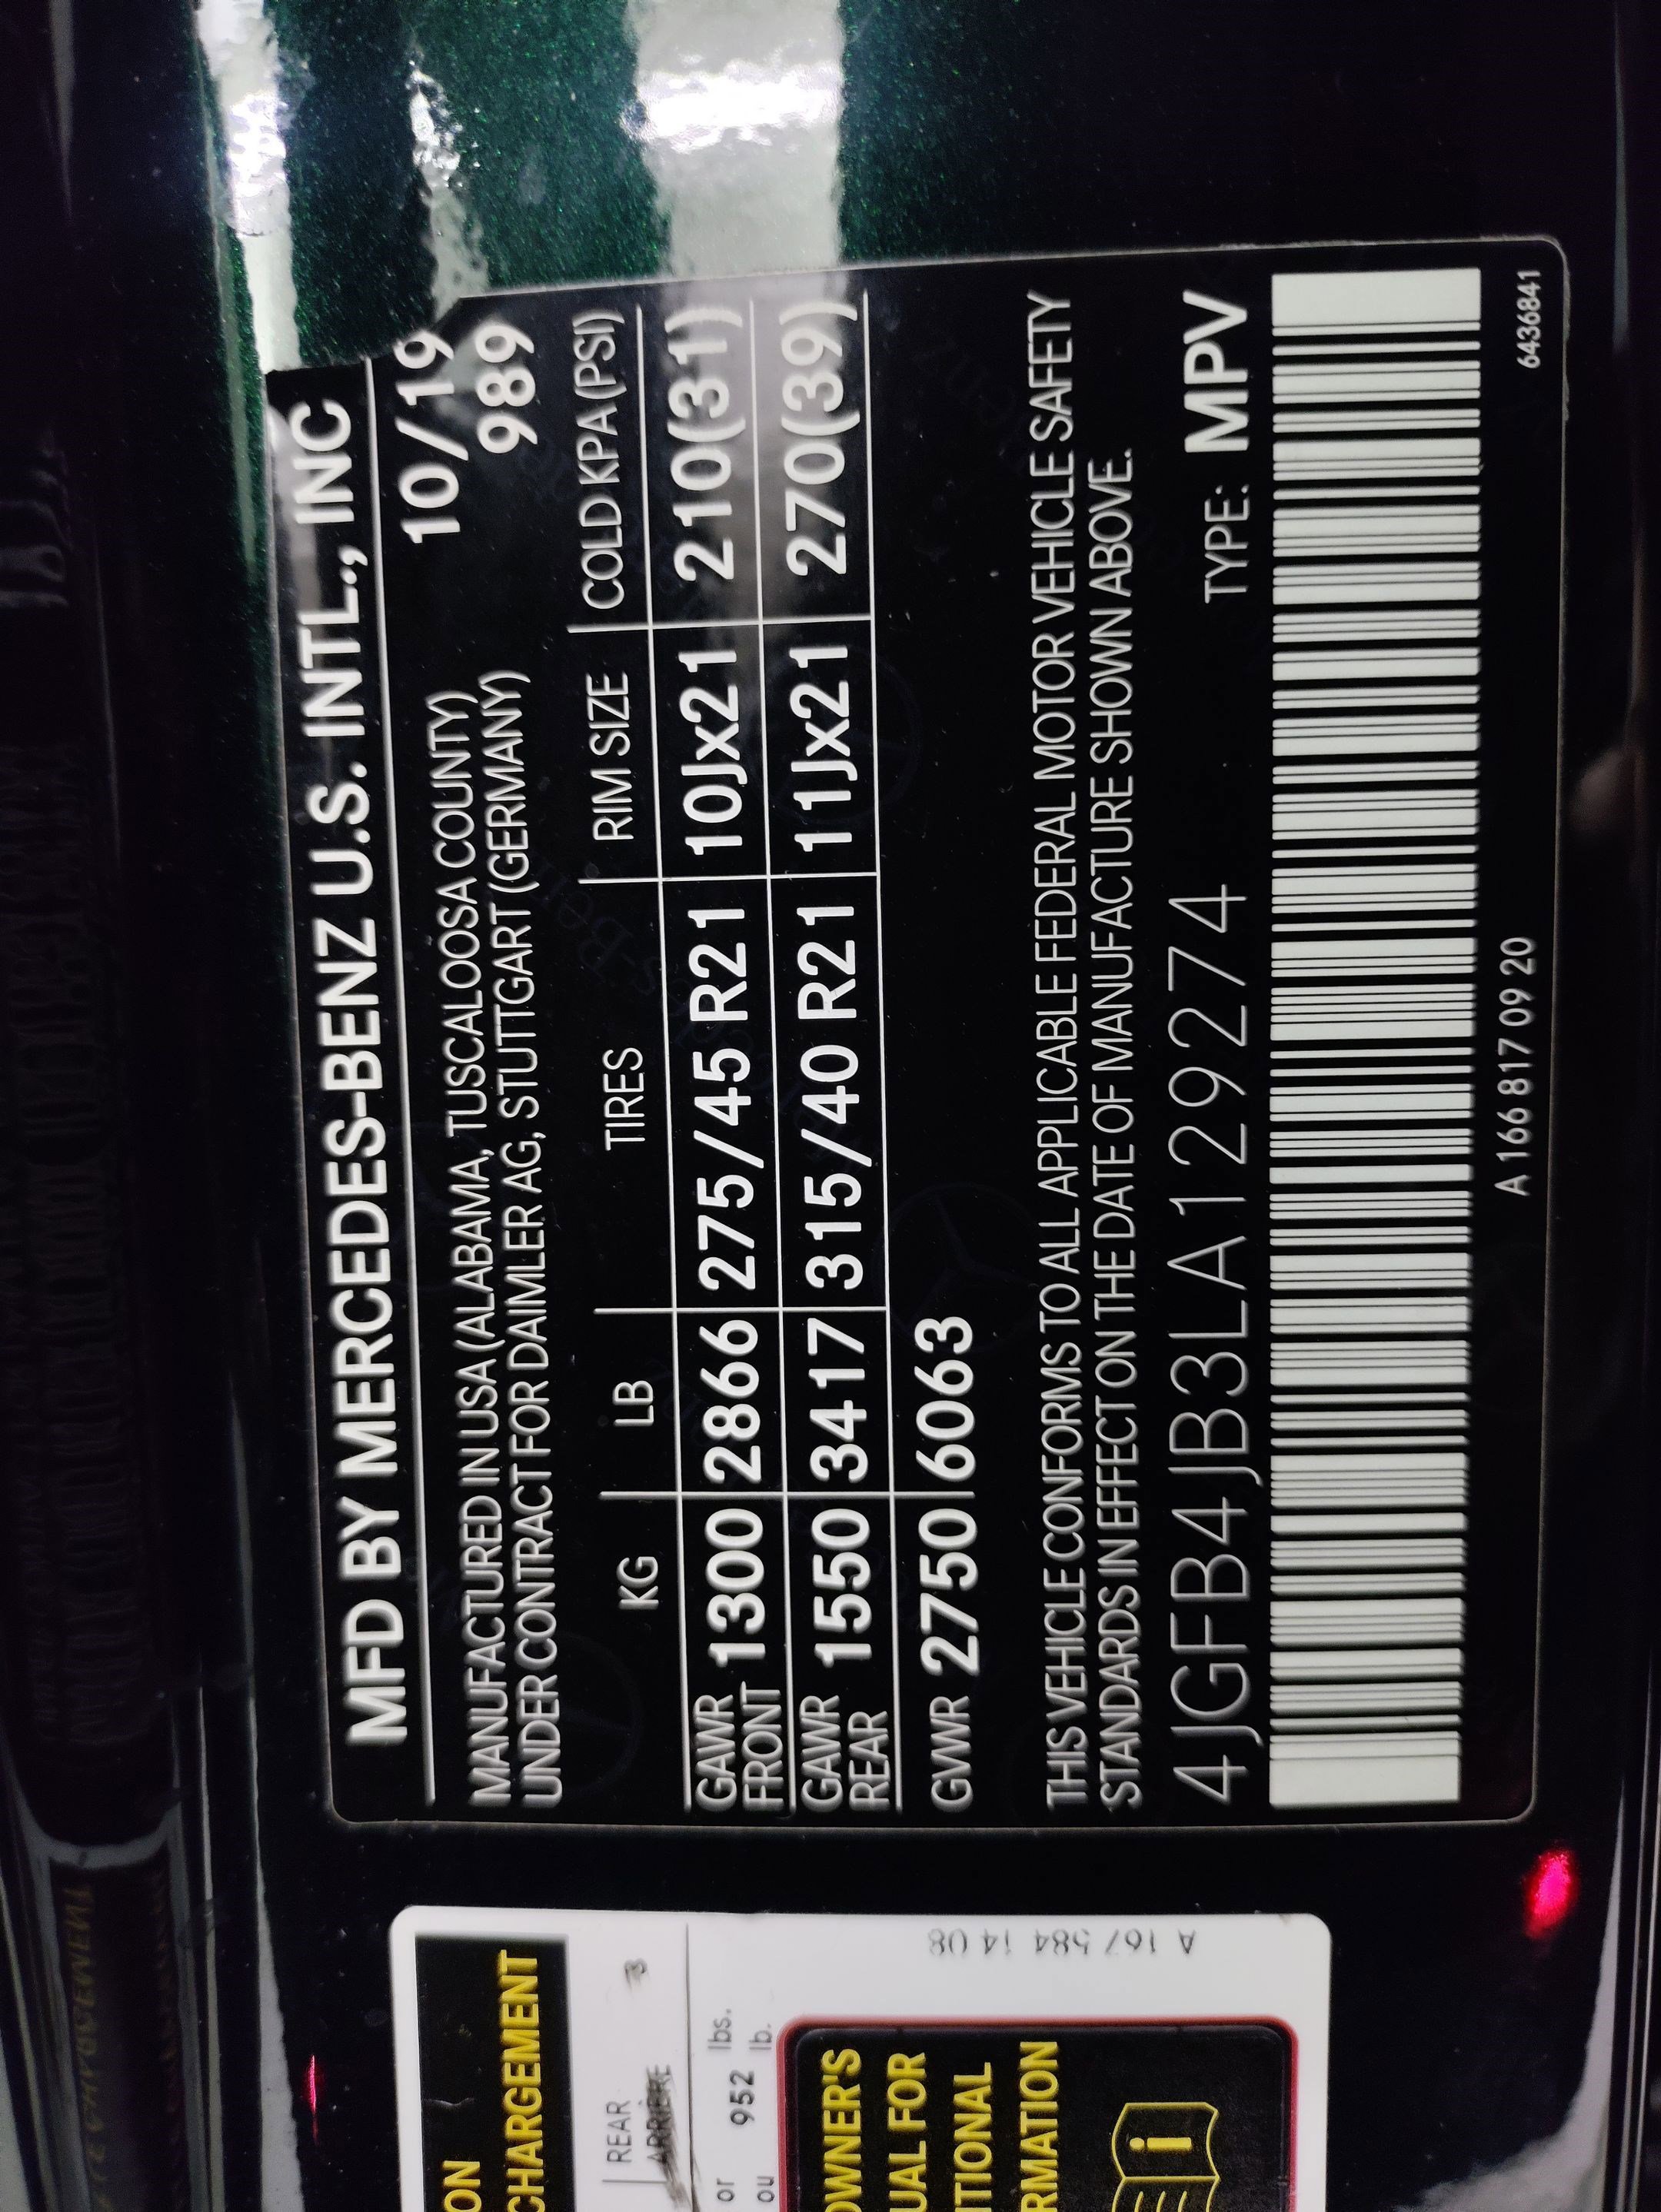 MFD BY MERCEDES-BENZ U.S. INTL., INC
10/19
MANUFACTURED IN USA (ALABAMA, TUSCALOOSA COUNTY)
UNDER CONTRACT FOR DAIMLER AG, STUTTGART (GERMANY)
989
KG LB TIRES RIM SIZE COLD KPA (PSI)
GAWR FRONT 1300 2866 275/45 R21 10Jx21 210(31)
GAWR REAR 1550 3417 315/40 R21 11Jx21 270(39)
GVWR 2750 6063
THIS VEHICLE CONFORMS TO ALL APPLICABLE FEDERAL MOTOR VEHICLE SAFETY
STANDARDS IN EFFECT ON THE DATE OF MANUFACTURE SHOWN ABOVE.
4JGFB4JB3LA129274 TYPE: MPV
A 166 817 09 20
6436841
ON
CHARGEMENT
REAR
ARRIÈRE
or 952 lbs.
ou lb.
A 167 584 14 08
OWNER'S
UAL FOR
ITIONAL
RMATION